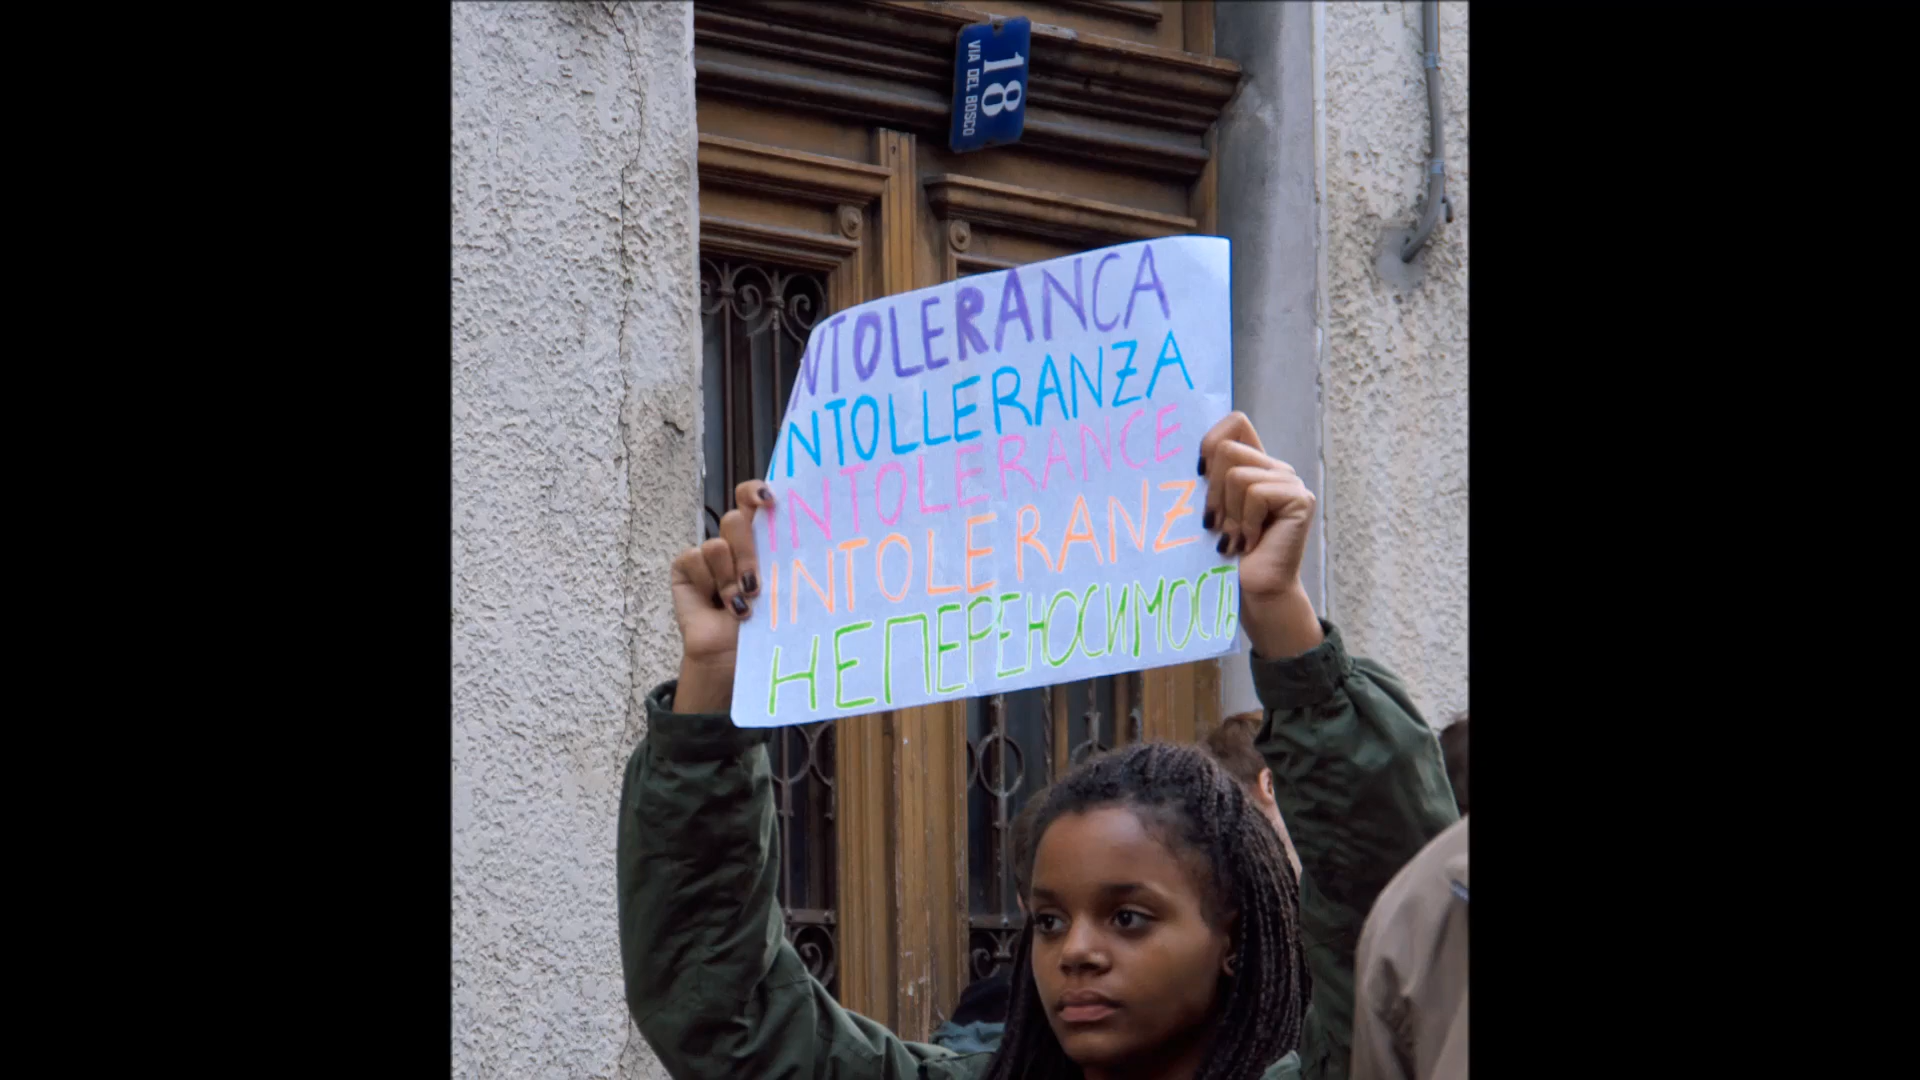 18
VIA DEL BOSCO
NTOLERANCA
INTOLLERANZA
INTOLERANCE
INTOLERANZ
НЕПЕРЕНОСИМОСТЬ